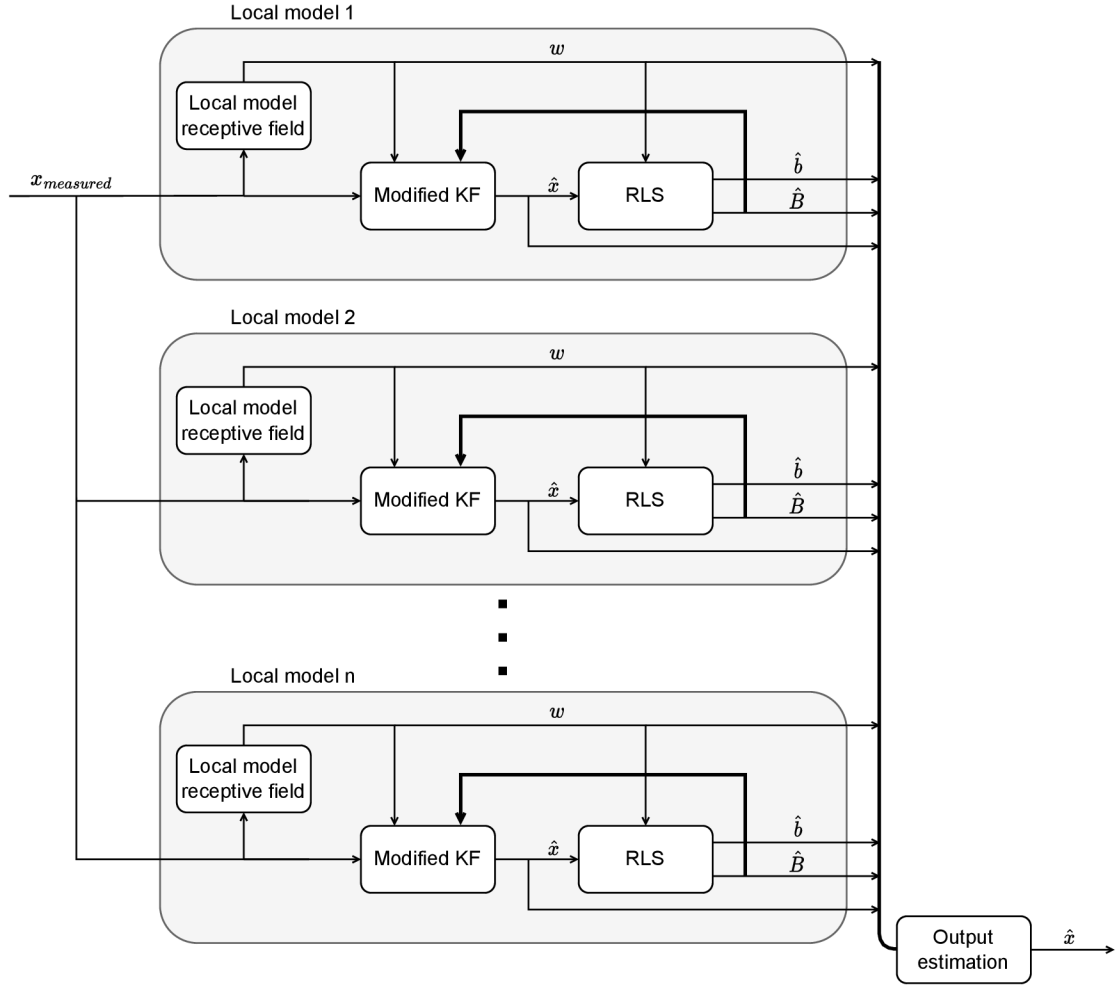 Local model 1
w
Local model
receptive field
x_measured
Modified KF
x̂
RLS
b̂
B̂
Local model 2
w
Local model
receptive field
Modified KF
x̂
RLS
b̂
B̂
Local model n
w
Local model
receptive field
Modified KF
x̂
RLS
b̂
B̂
Output
estimation
x̂